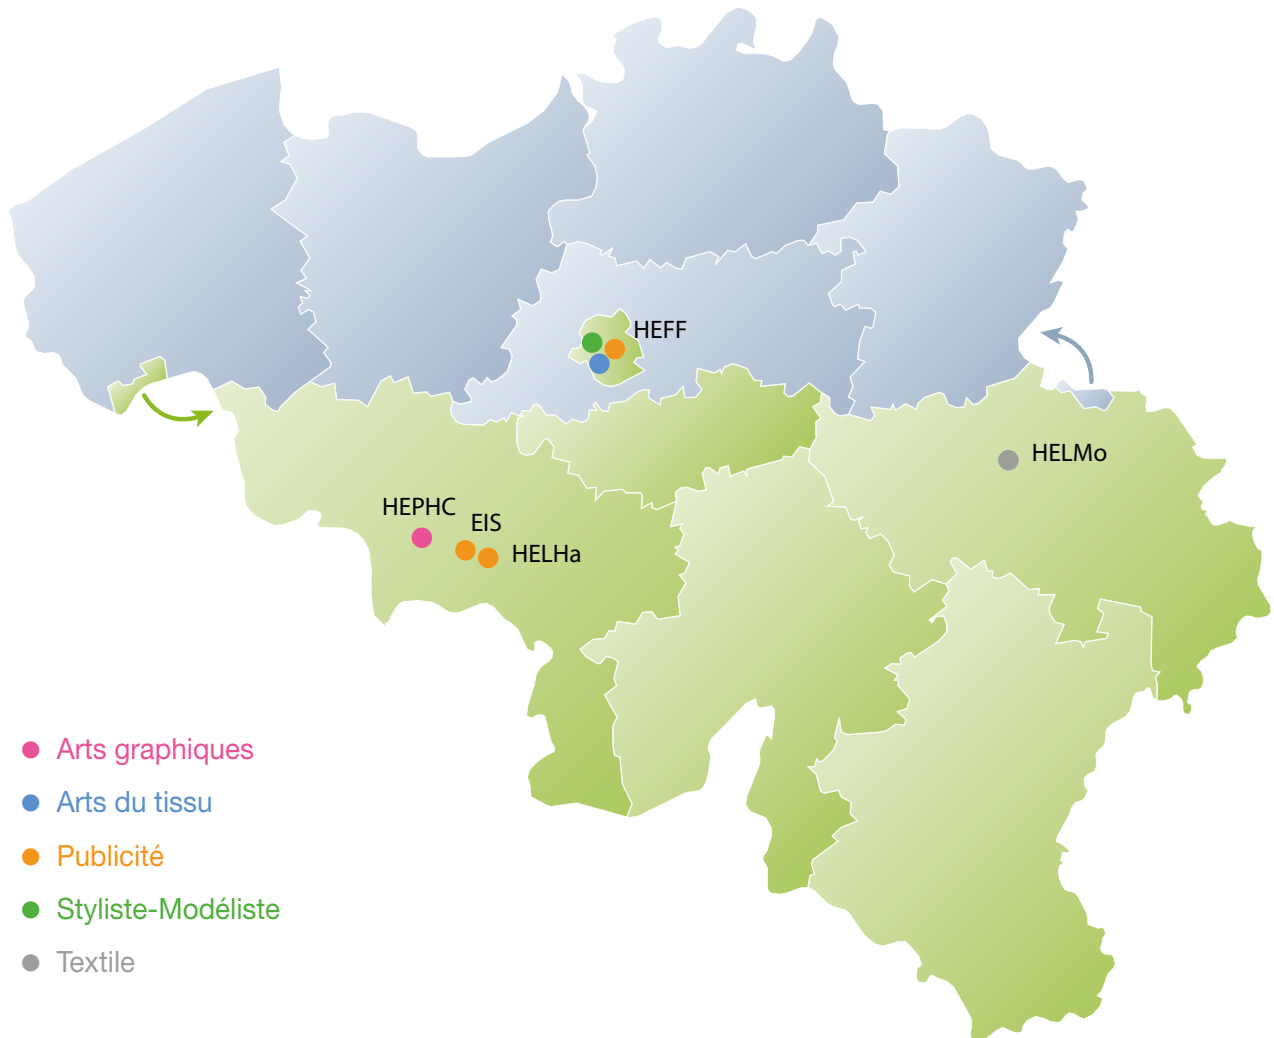 HEFF
HELMo
HEPHC
EIS
HELHa
Arts graphiques
Arts du tissu
Publicité
Styliste-Modéliste
Textile